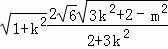 √(1+k²) 2√6 √(3k²+2−m²) / (2+3k²)